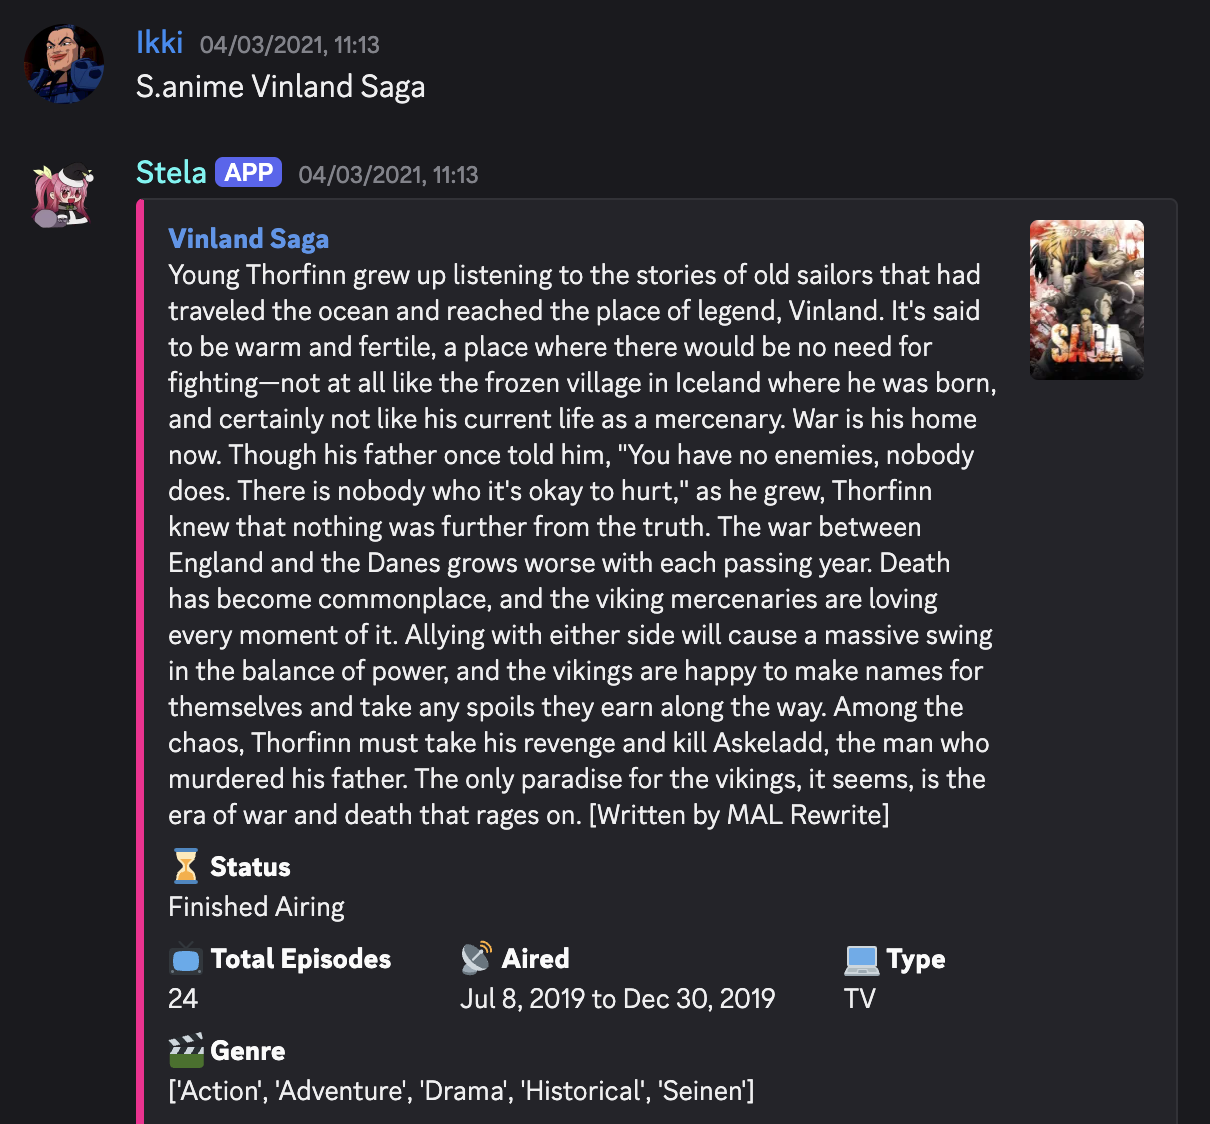 Ikki 04/03/2021, 11:13
S.anime Vinland Saga
Stela APP 04/03/2021, 11:13
Vinland Saga
Young Thorfinn grew up listening to the stories of old sailors that had
traveled the ocean and reached the place of legend, Vinland. It's said
to be warm and fertile, a place where there would be no need for
fighting—not at all like the frozen village in Iceland where he was born,
and certainly not like his current life as a mercenary. War is his home
now. Though his father once told him, "You have no enemies, nobody
does. There is nobody who it's okay to hurt," as he grew, Thorfinn
knew that nothing was further from the truth. The war between
England and the Danes grows worse with each passing year. Death
has become commonplace, and the viking mercenaries are loving
every moment of it. Allying with either side will cause a massive swing
in the balance of power, and the vikings are happy to make names for
themselves and take any spoils they earn along the way. Among the
chaos, Thorfinn must take his revenge and kill Askeladd, the man who
murdered his father. The only paradise for the vikings, it seems, is the
era of war and death that rages on. [Written by MAL Rewrite]
SAGA
Status
Finished Airing
Total Episodes Aired Type
24 Jul 8, 2019 to Dec 30, 2019 TV
Genre
['Action', 'Adventure', 'Drama', 'Historical', 'Seinen']